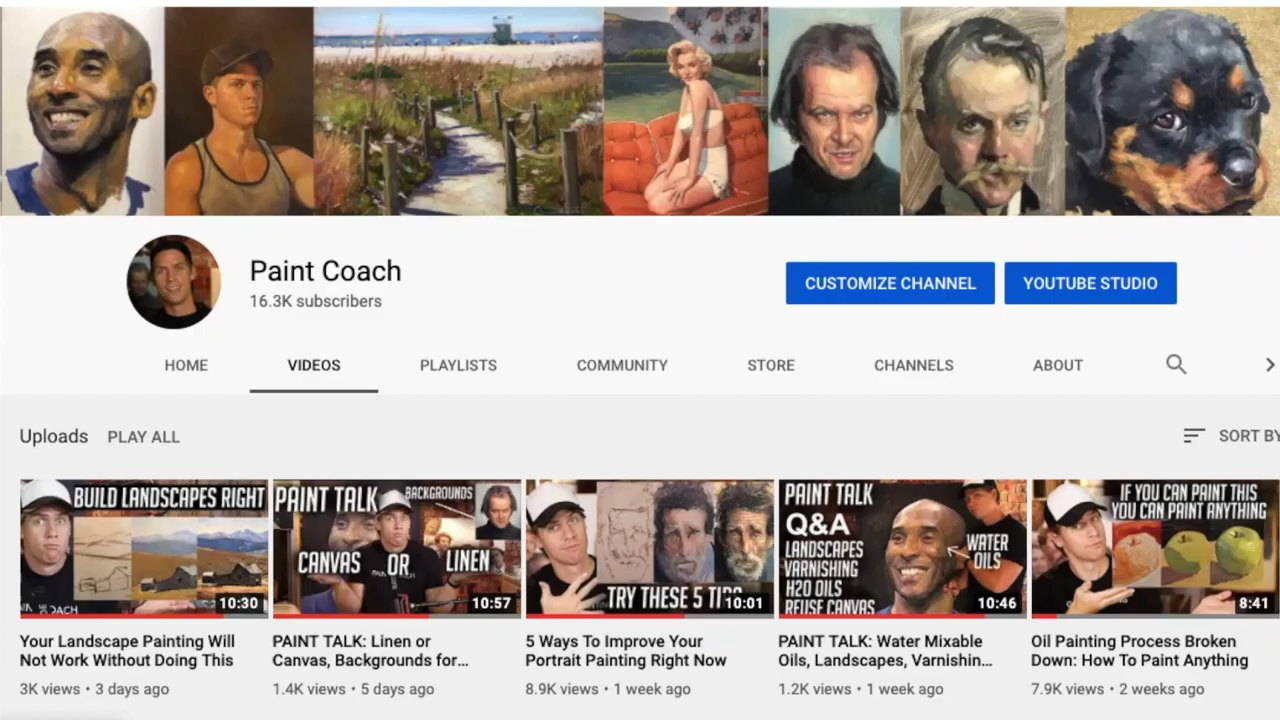 Paint Coach
16.3K subscribers
CUSTOMIZE CHANNEL
YOUTUBE STUDIO
HOME
VIDEOS
PLAYLISTS
COMMUNITY
STORE
CHANNELS
ABOUT
Uploads
PLAY ALL
SORT BY
BUILD LANDSCAPES RIGHT
10:30
PAINT TALK
BACKGROUNDS
CANVAS OR LINEN
10:57
TRY THESE 5
10:01
PAINT TALK
Q&A
LANDSCAPES
VARNISHING
H2O OILS
REUSE CANVAS
WATER
OILS
10:46
IF YOU CAN PAINT THIS
YOU CAN PAINT ANYTHING
8:41
Your Landscape Painting Will
Not Work Without Doing This
3K views • 3 days ago
PAINT TALK: Linen or
Canvas, Backgrounds for...
1.4K views • 5 days ago
5 Ways To Improve Your
Portrait Painting Right Now
8.9K views • 1 week ago
PAINT TALK: Water Mixable
Oils, Landscapes, Varnishin...
1.2K views • 1 week ago
Oil Painting Process Broken
Down: How To Paint Anything
7.9K views • 2 weeks ago